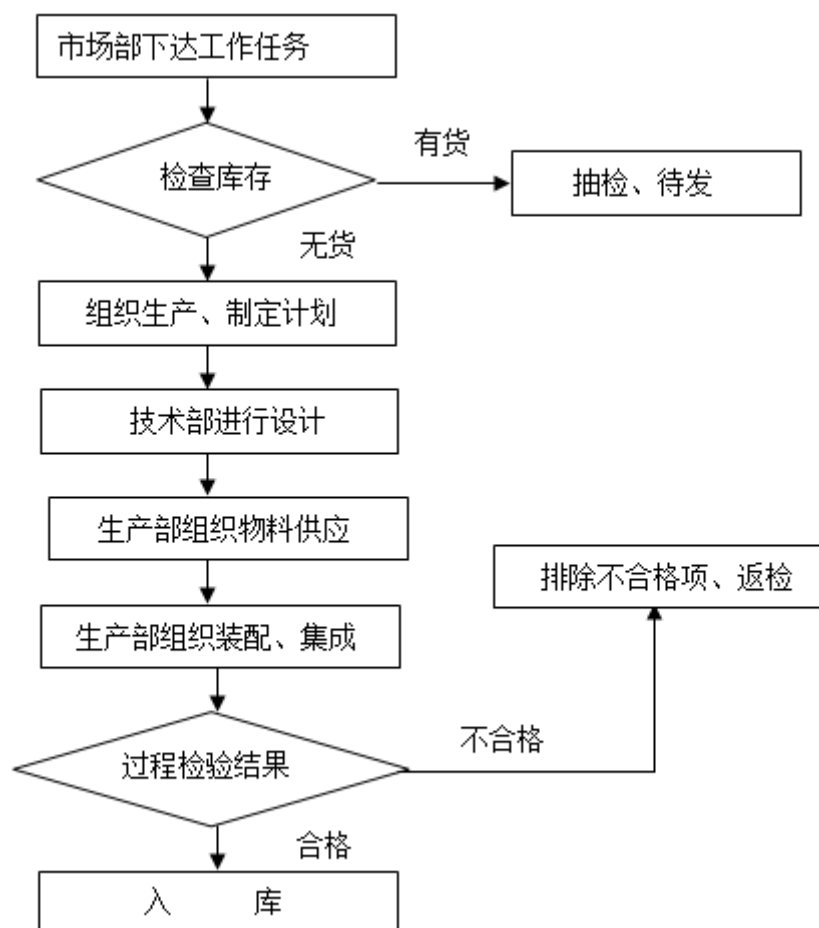 市场部下达工作任务
有货
检查库存
抽检、待发
无货
组织生产、制定计划
技术部进行设计
生产部组织物料供应
排除不合格项、返检
生产部组织装配、集成
不合格
过程检验结果
合格
入 库